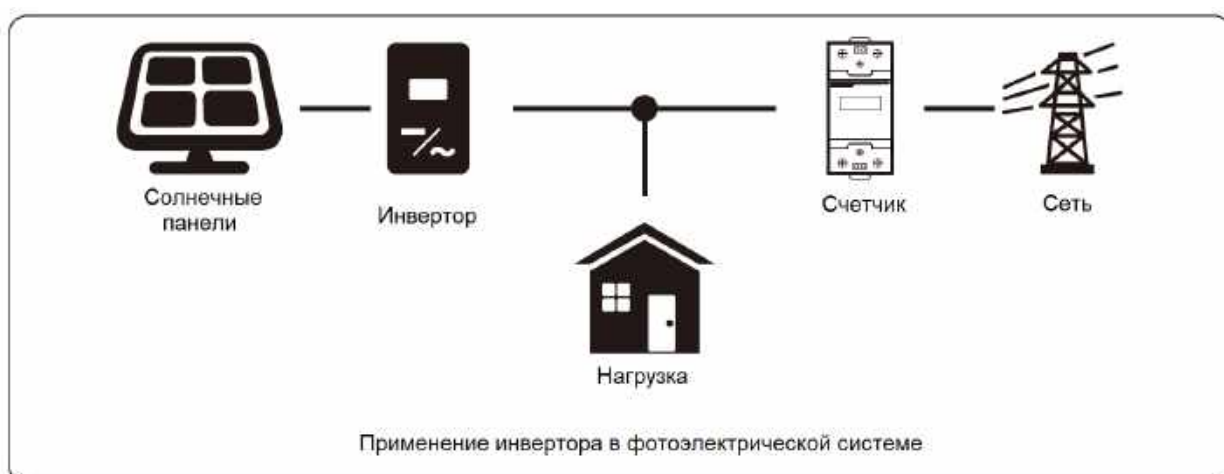 Солнечные
панели
Инвертор
Счетчик
Сеть
Нагрузка
Применение инвертора в фотоэлектрической системе